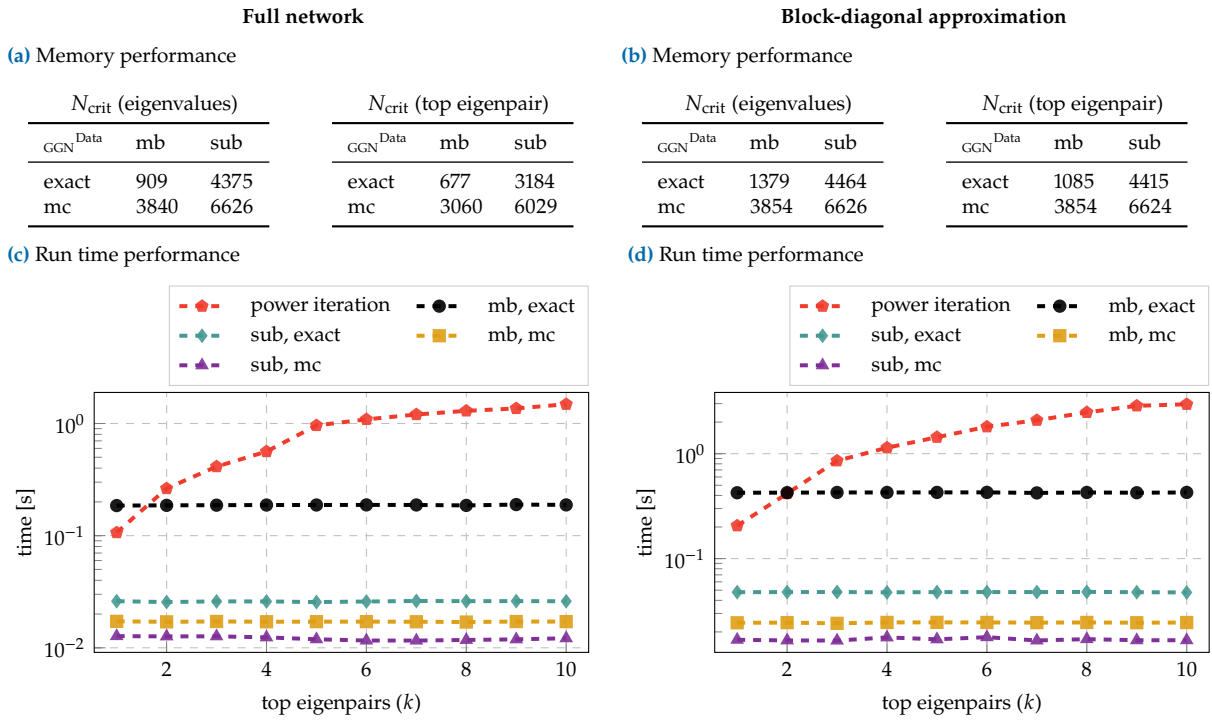 Full network
Block-diagonal approximation
(a) Memory performance
(b) Memory performance
N_crit (eigenvalues)
GGN^Data mb sub
exact 909 4375
mc 3840 6626
N_crit (top eigenpair)
GGN^Data mb sub
exact 677 3184
mc 3060 6029
N_crit (eigenvalues)
GGN^Data mb sub
exact 1379 4464
mc 3854 6626
N_crit (top eigenpair)
GGN^Data mb sub
exact 1085 4415
mc 3854 6624
(c) Run time performance
power iteration mb, exact
sub, exact mb, mc
sub, mc
time [s]
10^0
10^−1
10^−2
2 4 6 8 10
top eigenpairs (k)
(d) Run time performance
power iteration mb, exact
sub, exact mb, mc
sub, mc
time [s]
10^0
10^−1
2 4 6 8 10
top eigenpairs (k)